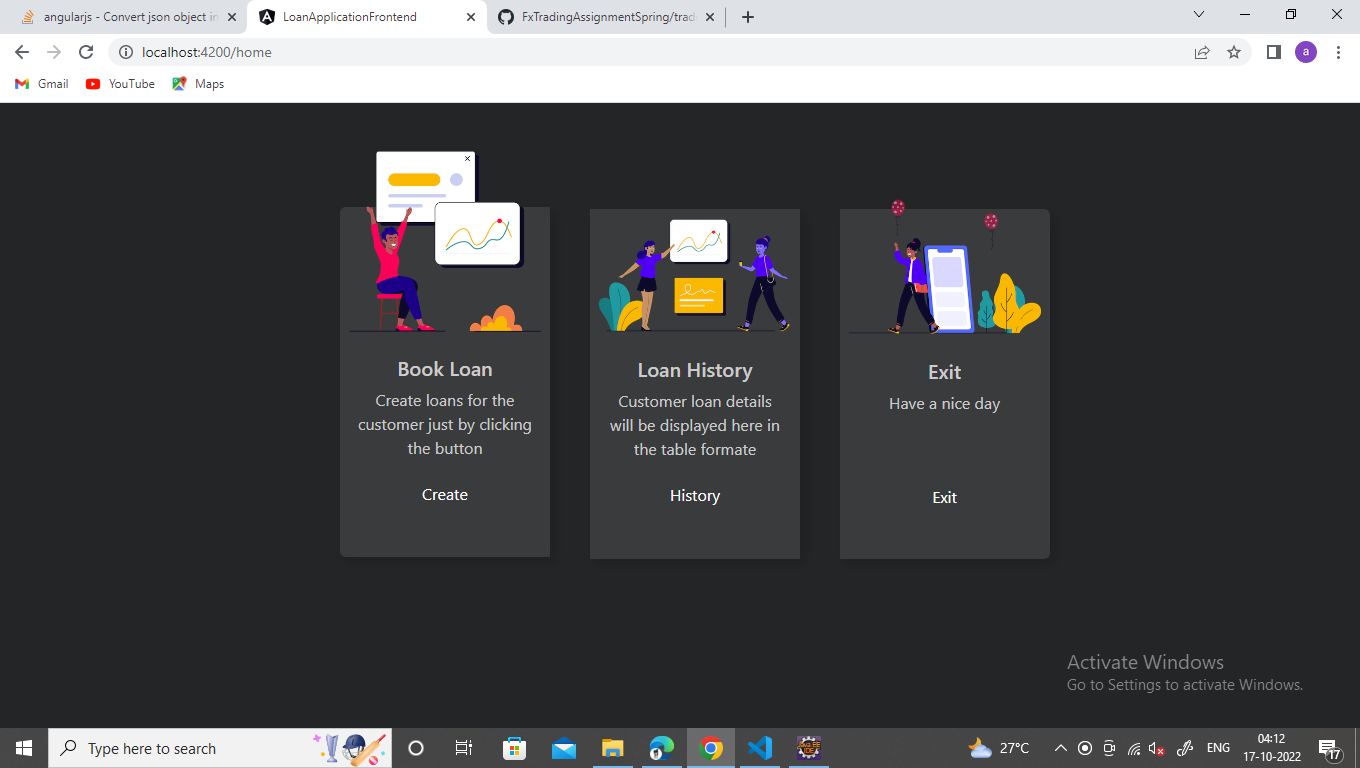 angularjs - Convert json object in
LoanApplicationFrontend
FxTradingAssignmentSpring/trad
localhost:4200/home
a
Gmail
YouTube
Maps
Book Loan
Create loans for the
customer just by clicking
the button
Create
Loan History
Customer loan details
will be displayed here in
the table formate
History
Exit
Have a nice day
Exit
Activate Windows
Go to Settings to activate Windows.
Type here to search
27°C
ENG
04:12
17-10-2022
17